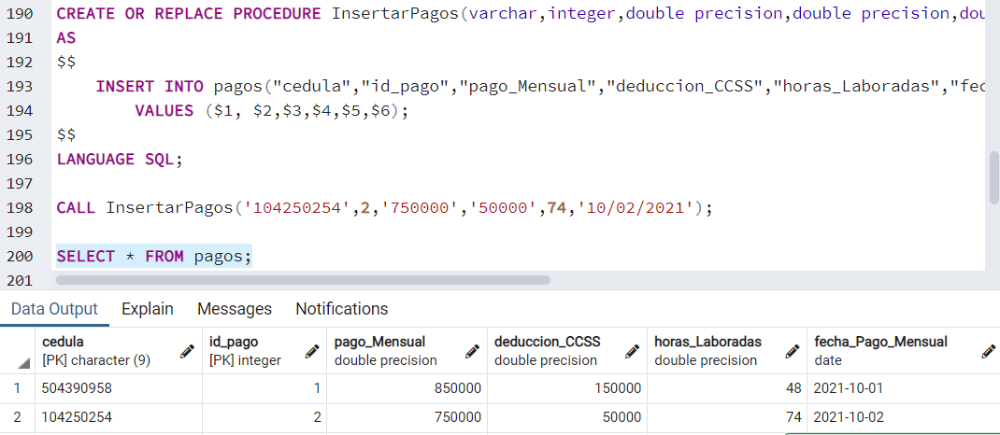 190 CREATE OR REPLACE PROCEDURE InsertarPagos(varchar,integer,double precision,double precision,dou
191 AS
192 $$
193 INSERT INTO pagos("cedula","id_pago","pago_Mensual","deduccion_CCSS","horas_Laboradas","fec
194 VALUES ($1, $2,$3,$4,$5,$6);
195 $$
196 LANGUAGE SQL;
197
198 CALL InsertarPagos('104250254',2,'750000','50000',74,'10/02/2021');
199
200 SELECT * FROM pagos;
201
Data Output Explain Messages Notifications
cedula id_pago pago_Mensual deduccion_CCSS horas_Laboradas fecha_Pago_Mensual
[PK] character (9) [PK] integer double precision double precision double precision date
1 504390958 1 850000 150000 48 2021-10-01
2 104250254 2 750000 50000 74 2021-10-02